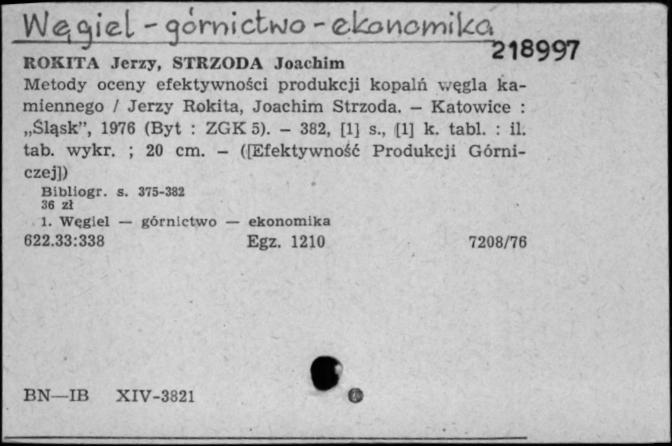 Węgiel - górnictwo - ekonomika
218997
ROKITA Jerzy, STRZODA Joachim
Metody oceny efektywności produkcji kopalń węgla ka-
miennego / Jerzy Rokita, Joachim Strzoda. — Katowice :
„Śląsk”, 1976 (Byt : ZGK 5). — 382, [1] s., [1] k. tabl. : il.
tab. wykr. ; 20 cm. — ([Efektywność Produkcji Górni-
czej])
Bibliogr. s. 375-382
36 zł
1. Węgiel — górnictwo — ekonomika
622.33:338 Egz. 1210 7208/76
BN—IB XIV-3821